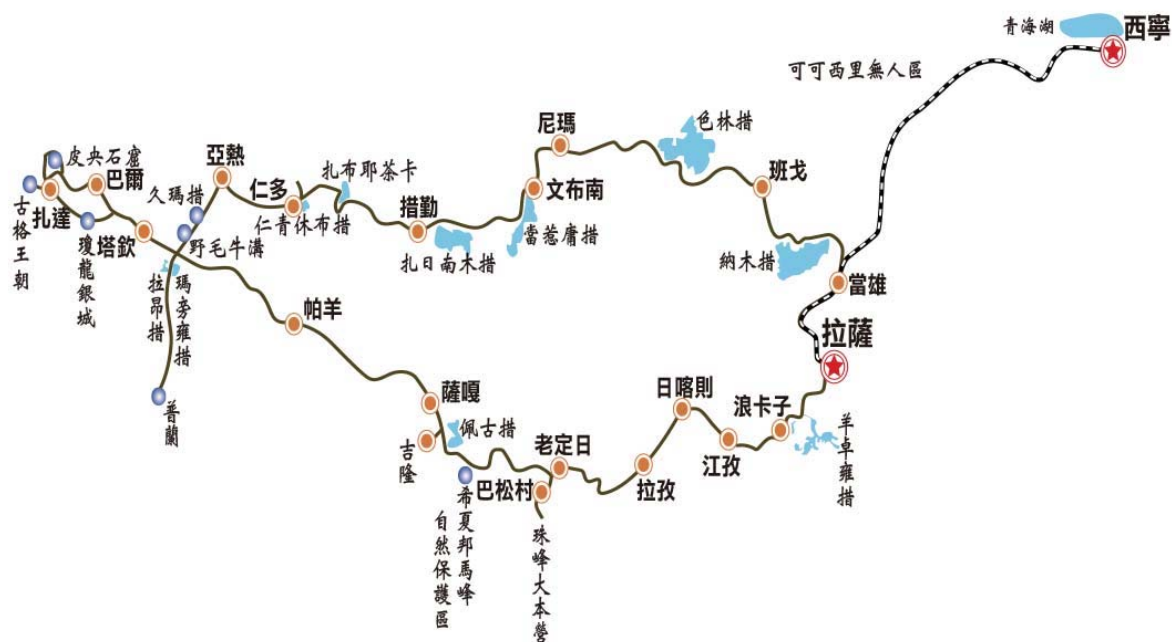 青海湖
西寧
可可西里無人區
尼瑪
色林措
皮央石窟
亞熱
扎布耶茶卡
班戈
巴爾
久瑪措
仁多
文布南
古格王朝
扎達
仁青休布措
措勤
當惹庸措
瓊龍銀城
塔欽
野毛牛溝
扎日南木措
納木措
拉昂措
瑪旁雍措
當雄
帕羊
拉薩
普蘭
薩嘎
日喀則
浪卡子
佩古措
羊卓雍措
吉隆
老定日
江孜
巴松村
拉孜
希夏邦馬峰
自然保護區
珠峰大本營